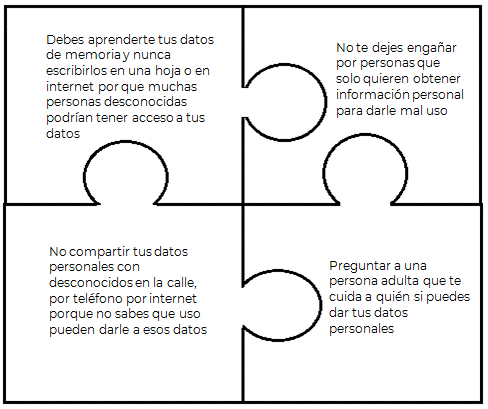 Debes aprenderte tus datos
de memoria y nunca
escribirlos en una hoja o en
internet por que muchas
personas desconocidas
podrían tener acceso a tus
datos
No te dejes engañar
por personas que
solo quieren obtener
información personal
para darle mal uso
No compartir tus datos
personales con
desconocidos en la calle,
por teléfono por internet
porque no sabes que uso
pueden darle a esos datos
Preguntar a una
persona adulta que te
cuida a quién si puedes
dar tus datos
personales